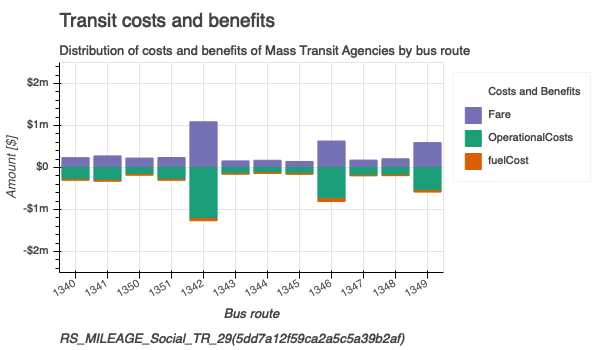 Transit costs and benefits
Distribution of costs and benefits of Mass Transit Agencies by bus route
$2m
$1m
$0
-$1m
-$2m
Amount [$]
1340
1341
1350
1351
1342
1343
1344
1345
1346
1347
1348
1349
Bus route
Costs and Benefits
Fare
OperationalCosts
fuelCost
RS_MILEAGE_Social_TR_29(5dd7a12f59ca2a5c5a39b2af)